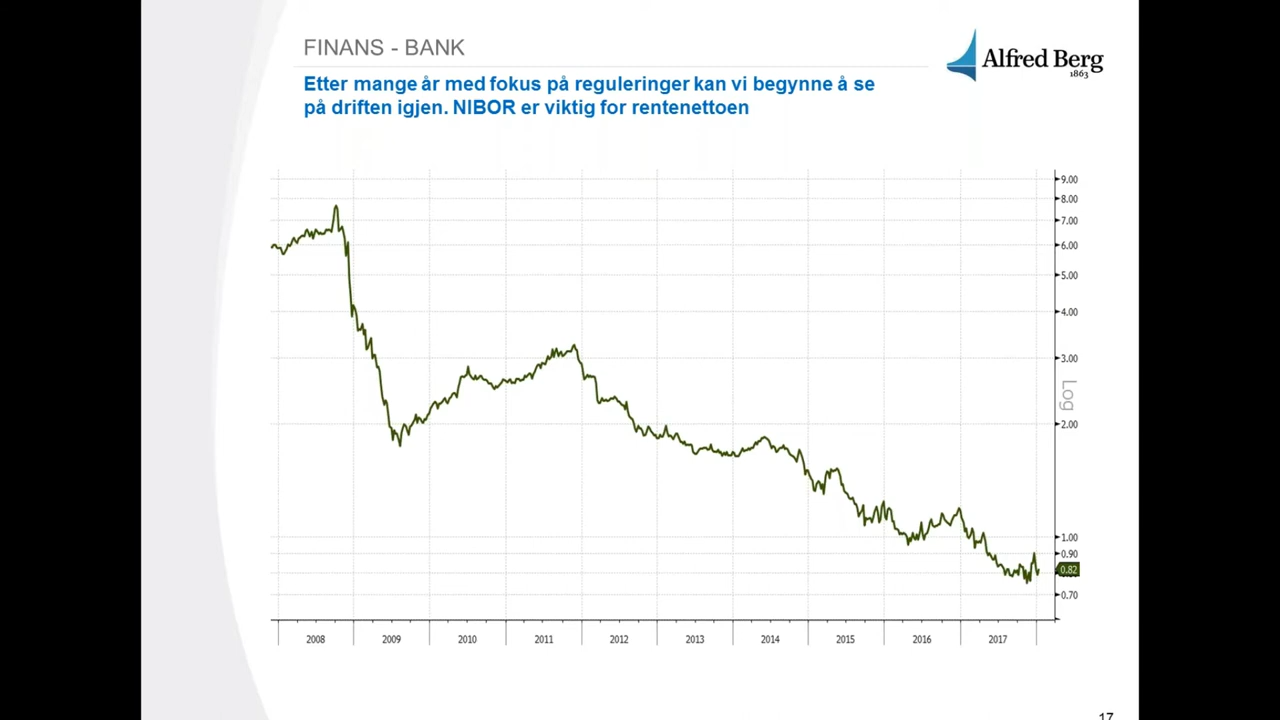 FINANS - BANK
Alfred Berg
1863
Etter mange år med fokus på reguleringer kan vi begynne å se
på driften igjen. NIBOR er viktig for rentenettoen
9.00
8.00
7.00
6.00
5.00
4.00
3.00
Log
2.00
1.00
0.90
0.82
0.70
2008 2009 2010 2011 2012 2013 2014 2015 2016 2017
17